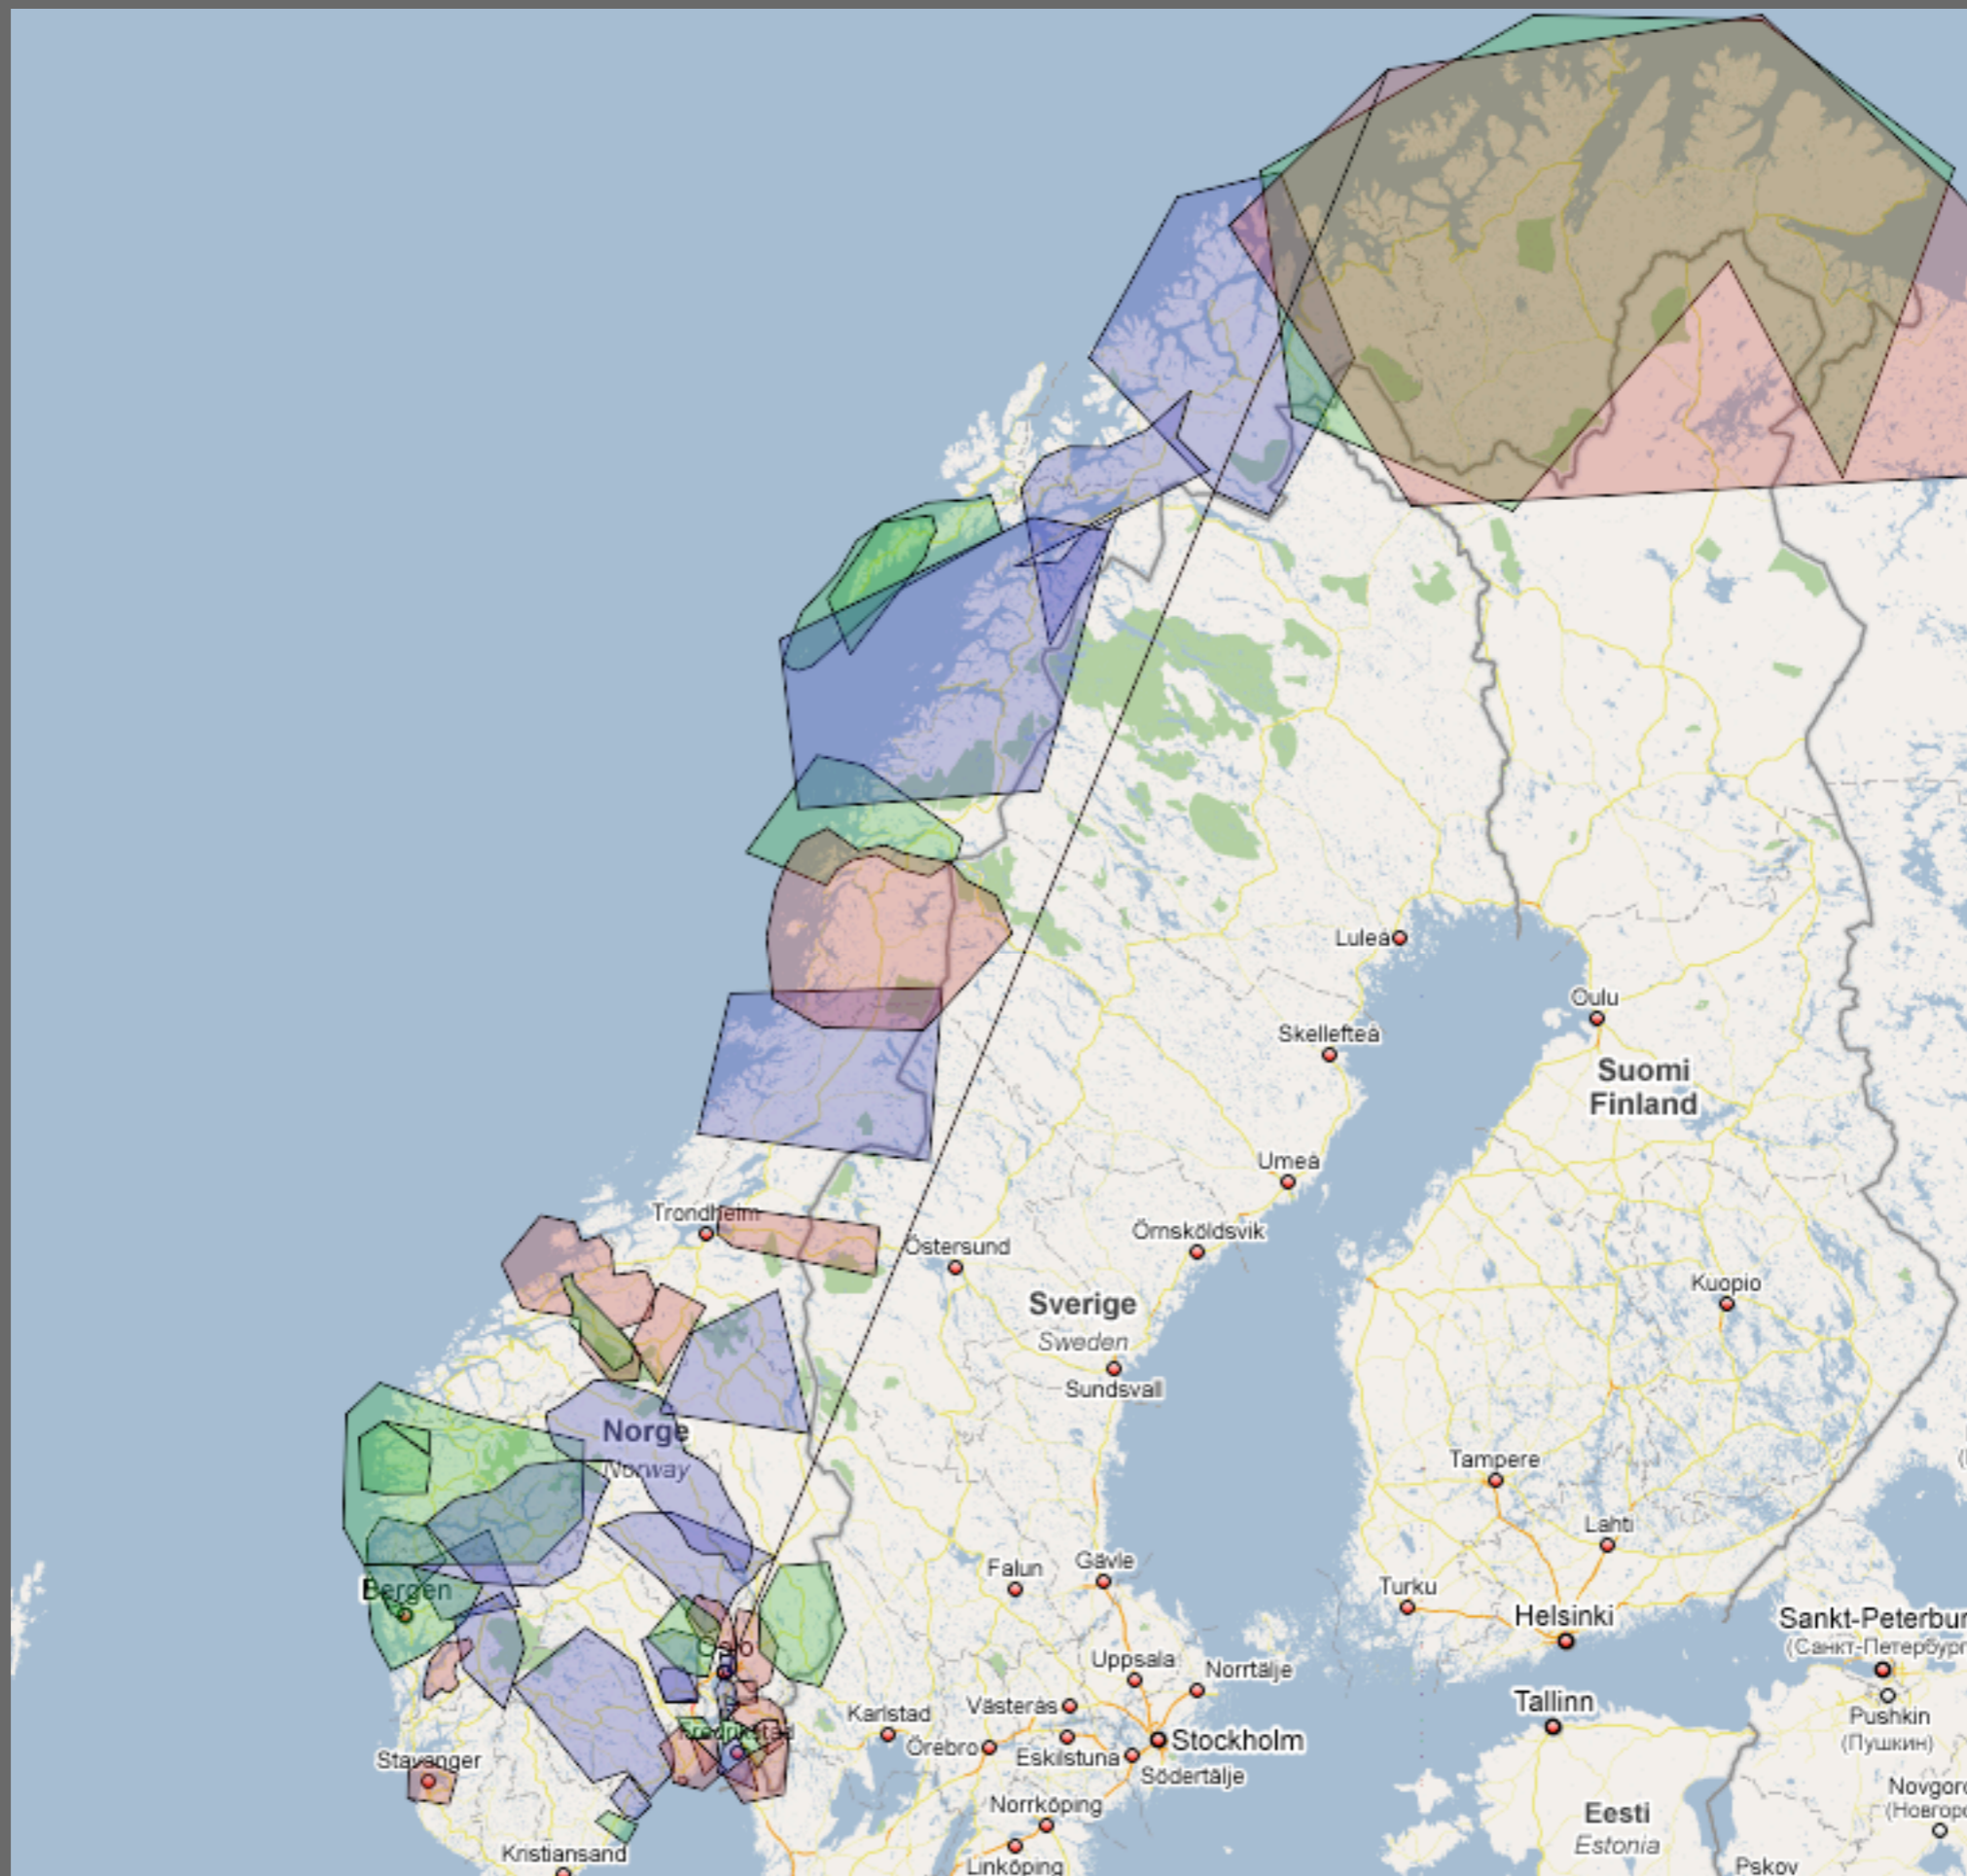 Luleå
Oulu
Skellefteå
Suomi
Finland
Umeå
Trondheim
Örnsköldsvik
Östersund
Kuopio
Sverige
Sweden
Sundsvall
Norge
Norway
Tampere
Lahti
Falun
Gävle
Turku
Bergen
Helsinki
Sankt-Peterbur
(Санкт-Петербург
Oslo
Uppsala
Norrtälje
Västerås
Tallinn
Pushkin
(Пушкин)
Karlstad
Fredrikstad
Örebro
Stockholm
Eskilstuna
Stavanger
Södertälje
Novgoro
(Новгоро
Norrköping
Eesti
Estonia
Kristiansand
Linköping
Pskov